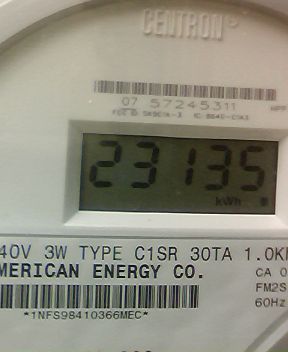 CENTRON
07 57245311
23135
kWh
40V 3W TYPE C1SR 30TA 1.0K
MERICAN ENERGY CO.
CA 0
FM2S
60Hz
*1NFS98410366MEC*